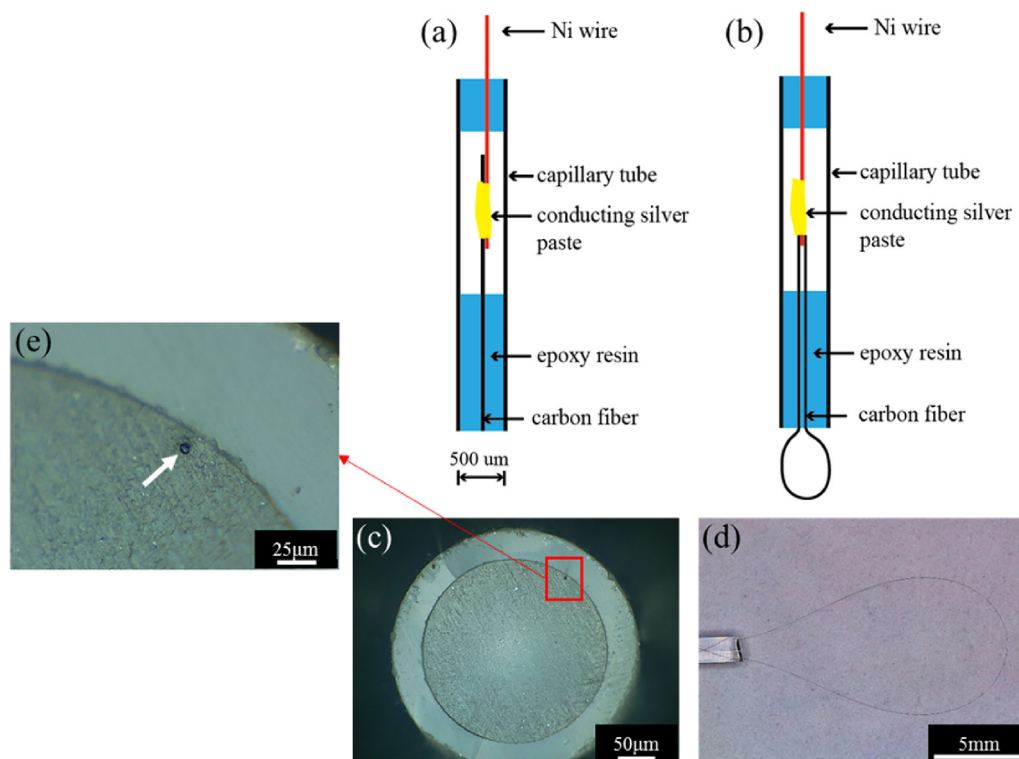 (a)
Ni wire
capillary tube
conducting silver
paste
epoxy resin
carbon fiber
500 um
(b)
Ni wire
capillary tube
conducting silver
paste
epoxy resin
carbon fiber
(e)
25μm
(c)
50μm
(d)
5mm